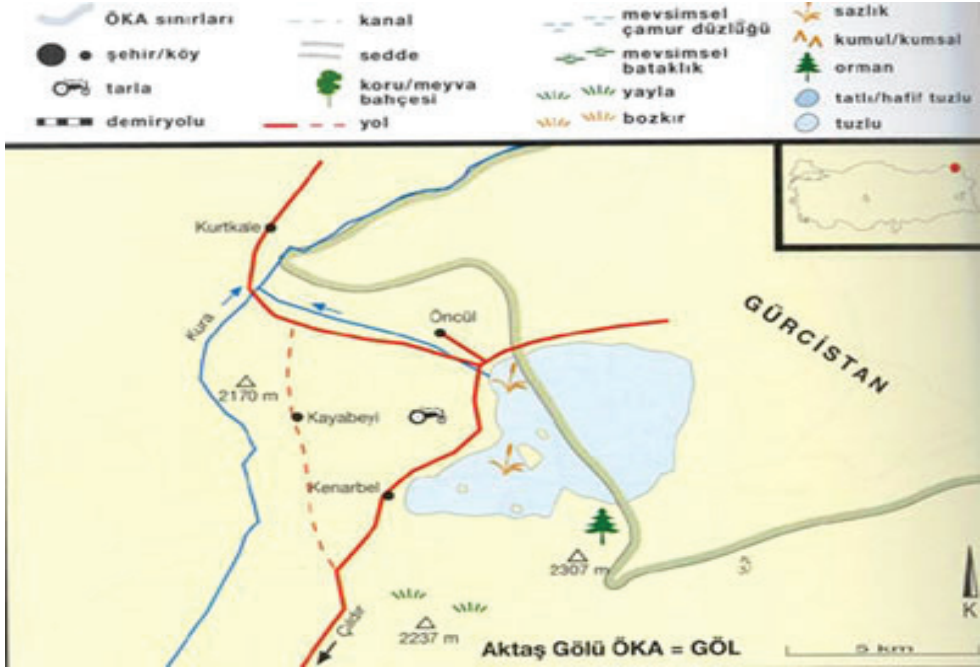 ÖKA sınırları
şehir/köy
tarla
demiryolu
kanal
sedde
koru/meyva
bahçesi
yol
mevsimsel
çamur düzlüğü
mevsimsel
bataklık
yayla
bozkır
sazlık
kumul/kumsal
orman
tatlı/hafif tuzlu
tuzlu
Kurtkale
Kura
Öncül
GÜRCİSTAN
2170 m
Kayabeyi
Kenarbel
2307 m
Çıldır
2237 m
K
Aktaş Gölü ÖKA = GÖL
5 km